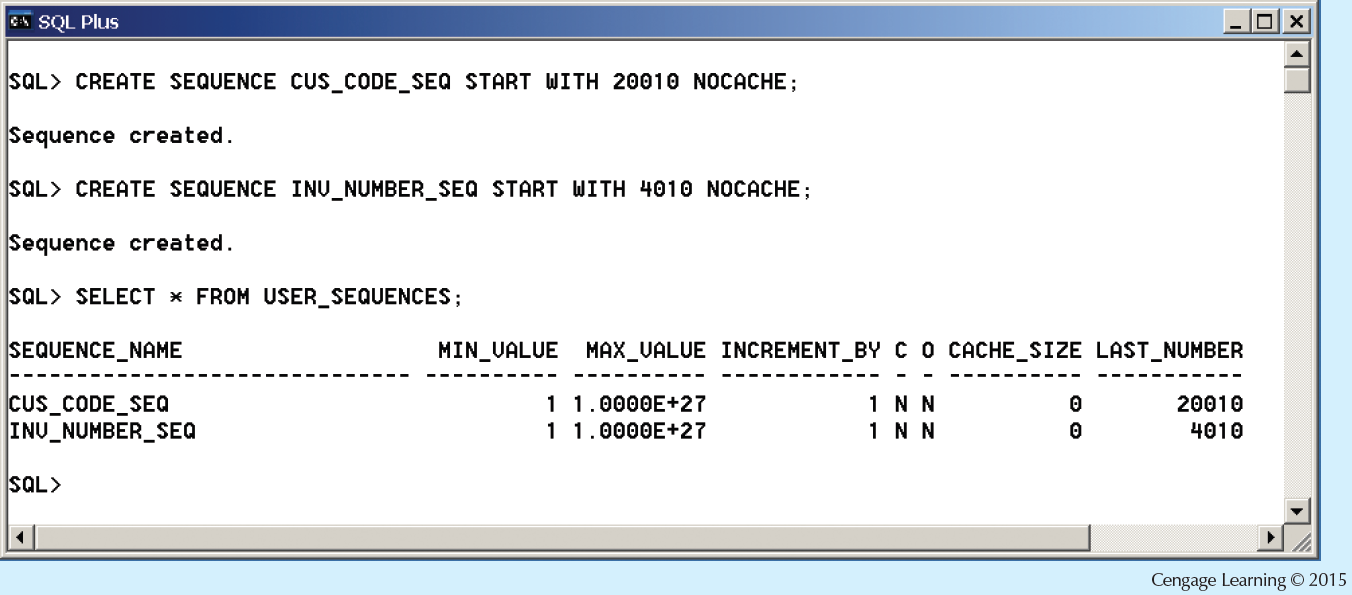 SQL Plus
SQL> CREATE SEQUENCE CUS_CODE_SEQ START WITH 20010 NOCACHE;
Sequence created.
SQL> CREATE SEQUENCE INV_NUMBER_SEQ START WITH 4010 NOCACHE;
Sequence created.
SQL> SELECT * FROM USER_SEQUENCES;
SEQUENCE_NAME                   MIN_VALUE  MAX_VALUE INCREMENT_BY C O CACHE_SIZE LAST_NUMBER
------------------------------ ---------- ---------- ------------ - - ---------- -----------
CUS_CODE_SEQ                            1 1.0000E+27            1 N N          0       20010
INV_NUMBER_SEQ                          1 1.0000E+27            1 N N          0        4010
SQL>
Cengage Learning © 2015